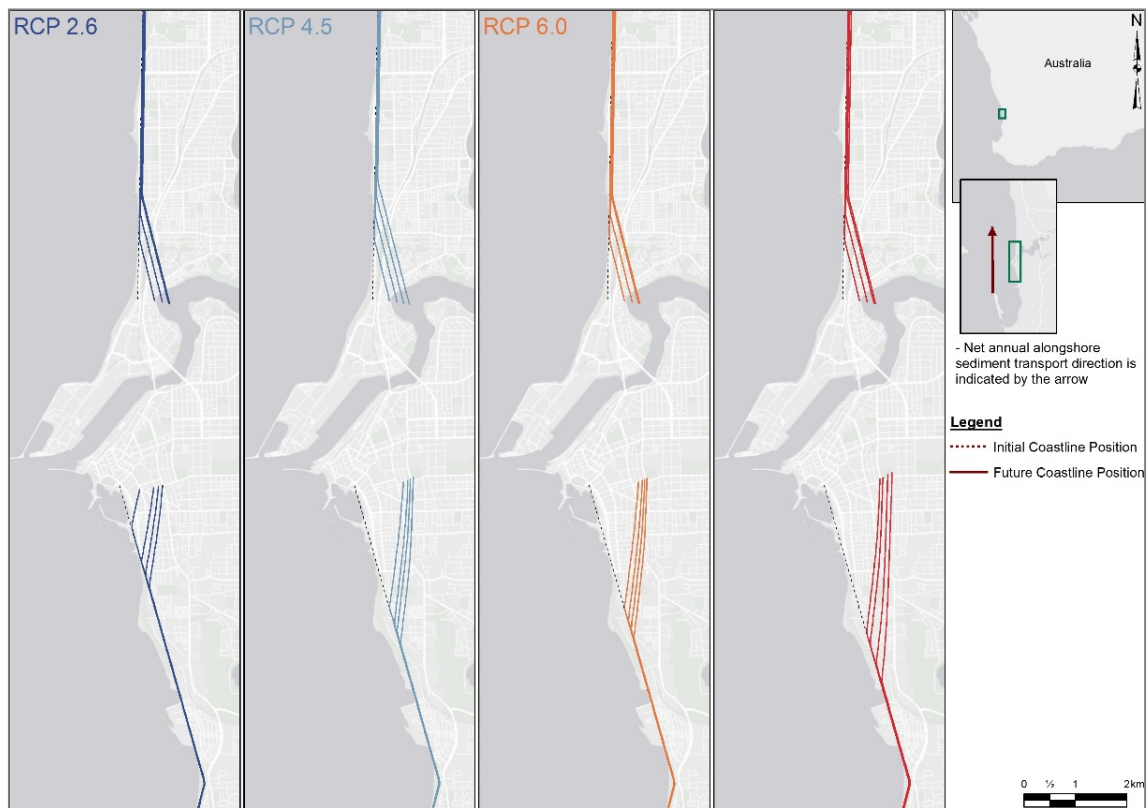 RCP 2.6
RCP 4.5
RCP 6.0
N
Australia
- Net annual alongshore
sediment transport direction is
indicated by the arrow
Legend
Initial Coastline Position
Future Coastline Position
0 ½ 1 2km